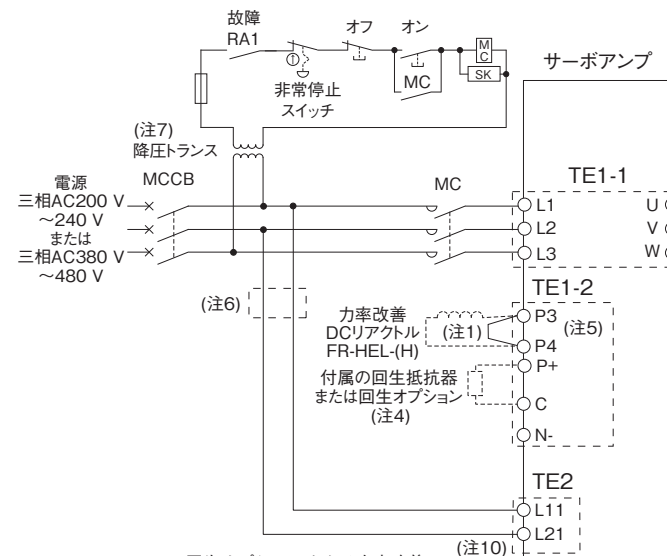 故障
RA1
オフ
オン
M
C
SK
MC
①
非常停止
スイッチ
サーボアンプ
(注7)
降圧トランス
電源
三相AC200 V
～240 V
または
三相AC380 V
～480 V
MCCB
MC
TE1-1
L1
L2
L3
U
V
W
TE1-2
(注6)
力率改善
DCリアクトル
FR-HEL-(H)
(注1)
P3
(注5)
P4
付属の回生抵抗器
または回生オプション
(注4)
P+
C
N-
TE2
L11
L21
(注10)